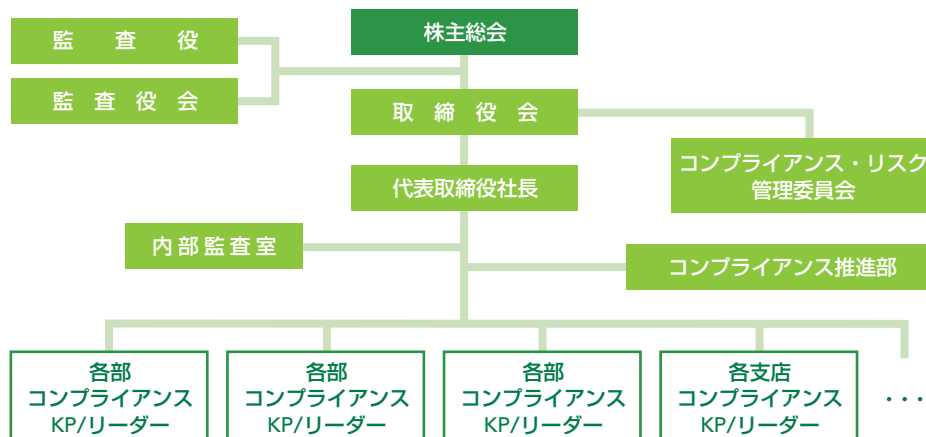 株主総会
監査役
監査役会
取締役会
コンプライアンス・リスク
管理委員会
代表取締役社長
内部監査室
コンプライアンス推進部
各部
コンプライアンス
KP/リーダー
各部
コンプライアンス
KP/リーダー
各部
コンプライアンス
KP/リーダー
各支店
コンプライアンス
KP/リーダー
・・・